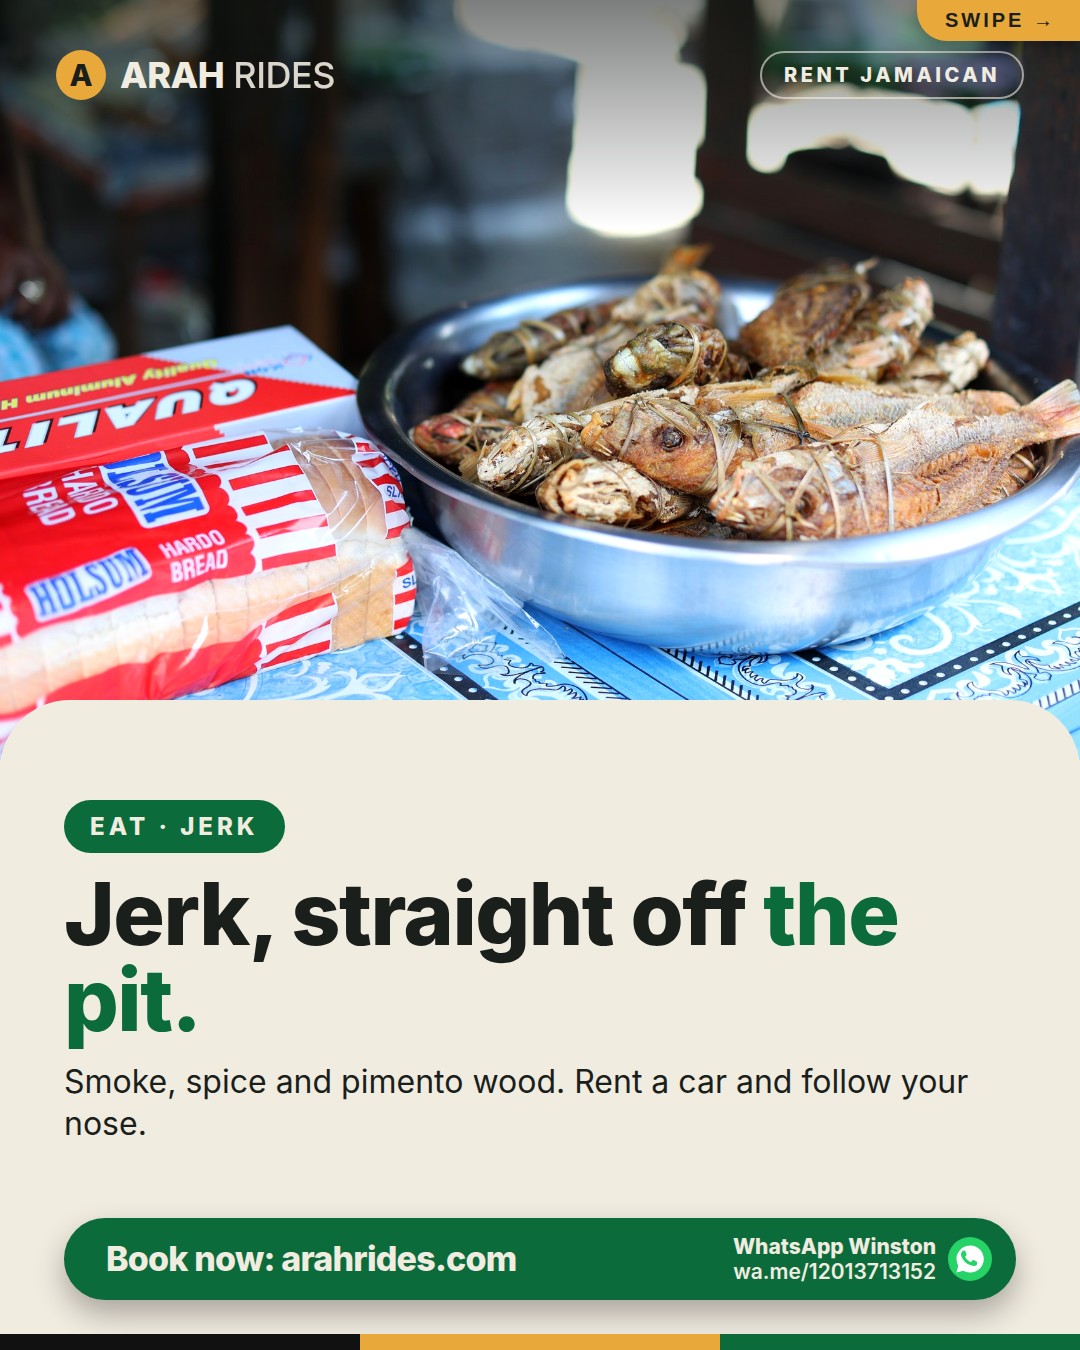 SWIPE →
A ARAH RIDES
RENT JAMAICAN
Quality Aluminum
QUALIT
HOLSUM
HARDO
BREAD
HOLSUM
HARDO
BREAD
EAT · JERK
Jerk, straight off the
pit.
Smoke, spice and pimento wood. Rent a car and follow your
nose.
Book now: arahrides.com
WhatsApp Winston
wa.me/12013713152